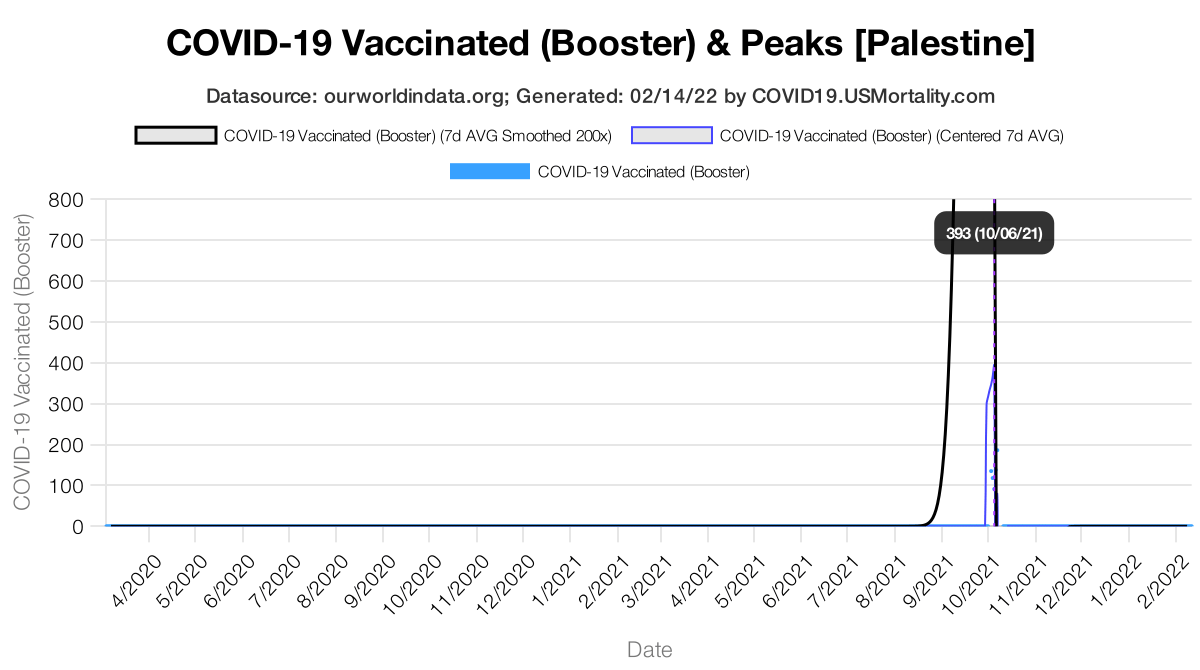 COVID-19 Vaccinated (Booster) & Peaks [Palestine]
Datasource: ourworldindata.org; Generated: 02/14/22 by COVID19.USMortality.com
COVID-19 Vaccinated (Booster) (7d AVG Smoothed 200x) COVID-19 Vaccinated (Booster) (Centered 7d AVG)
COVID-19 Vaccinated (Booster)
COVID-19 Vaccinated (Booster)
800
700
600
500
400
300
200
100
0
393 (10/06/21)
4/2020 5/2020 6/2020 7/2020 8/2020 9/2020 10/2020 11/2020 12/2020 1/2021 2/2021 3/2021 4/2021 5/2021 6/2021 7/2021 8/2021 9/2021 10/2021 11/2021 12/2021 1/2022 2/2022
Date